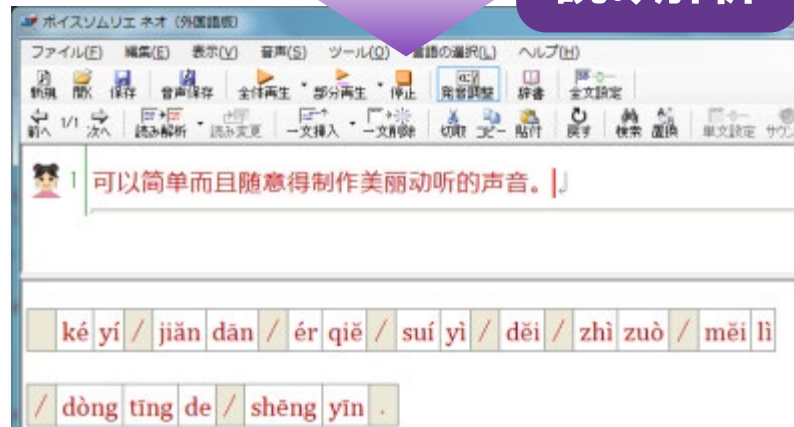 読み解析
ボイスソムリエ ネオ (外国語版)
ファイル(F) 編集(E) 表示(V) 音声(S) ツール(O) 言語の選択(L) ヘルプ(H)
新規 開く 保存 音声保存 全体再生 部分再生 停止 発音調整 辞書 全文設定
前へ 1/1 次へ 読み解析 読み変更 一文挿入 一文削除 切取 コピー 貼付 戻す 検索 置換 単文設定 サウン
1 可以简单而且随意得制作美丽动听的声音。
ké yí / jiǎn dān / ér qiě / suí yì / děi / zhì zuò / měi lì
/ dòng tīng de / shēng yīn .